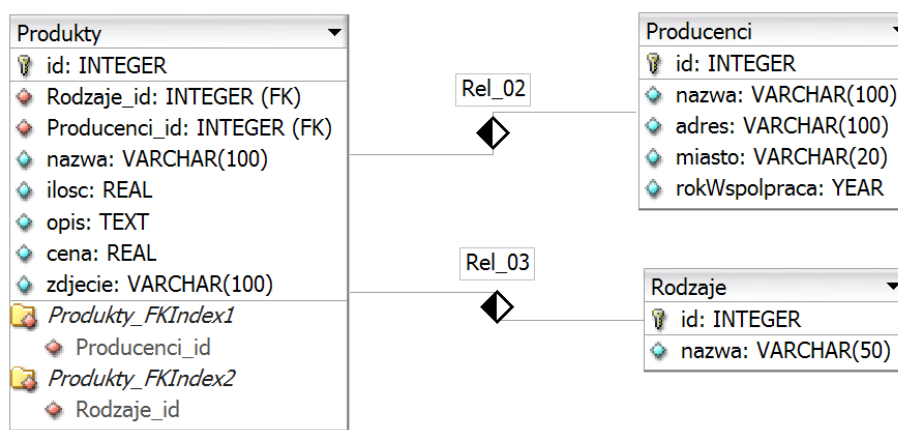 Produkty
id: INTEGER
Rodzaje_id: INTEGER (FK)
Producenci_id: INTEGER (FK)
nazwa: VARCHAR(100)
ilosc: REAL
opis: TEXT
cena: REAL
zdjecie: VARCHAR(100)
Produkty_FKIndex1
Producenci_id
Produkty_FKIndex2
Rodzaje_id
Rel_02
Rel_03
Producenci
id: INTEGER
nazwa: VARCHAR(100)
adres: VARCHAR(100)
miasto: VARCHAR(20)
rokWspolpraca: YEAR
Rodzaje
id: INTEGER
nazwa: VARCHAR(50)